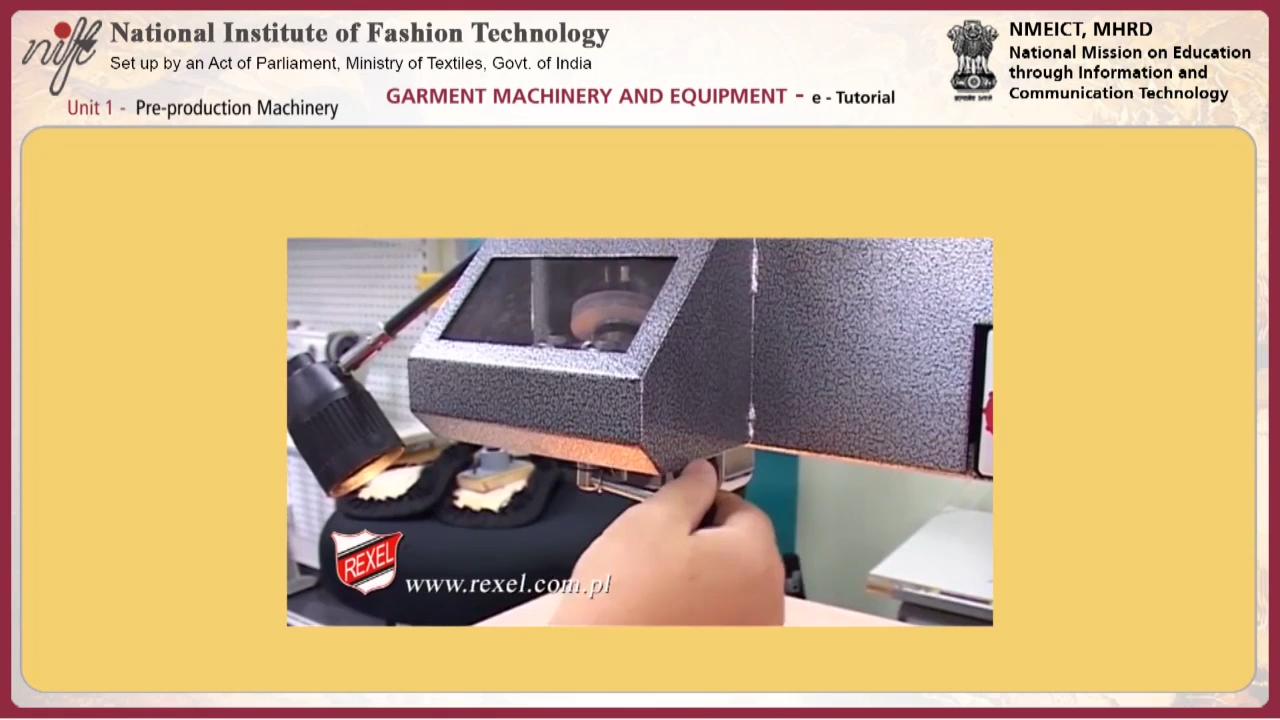 nift
National Institute of Fashion Technology
Set up by an Act of Parliament, Ministry of Textiles, Govt. of India
Unit 1 - Pre-production Machinery
GARMENT MACHINERY AND EQUIPMENT - e - Tutorial
NMEICT, MHRD
National Mission on Education
through Information and
Communication Technology
REXEL
www.rexel.com.pl